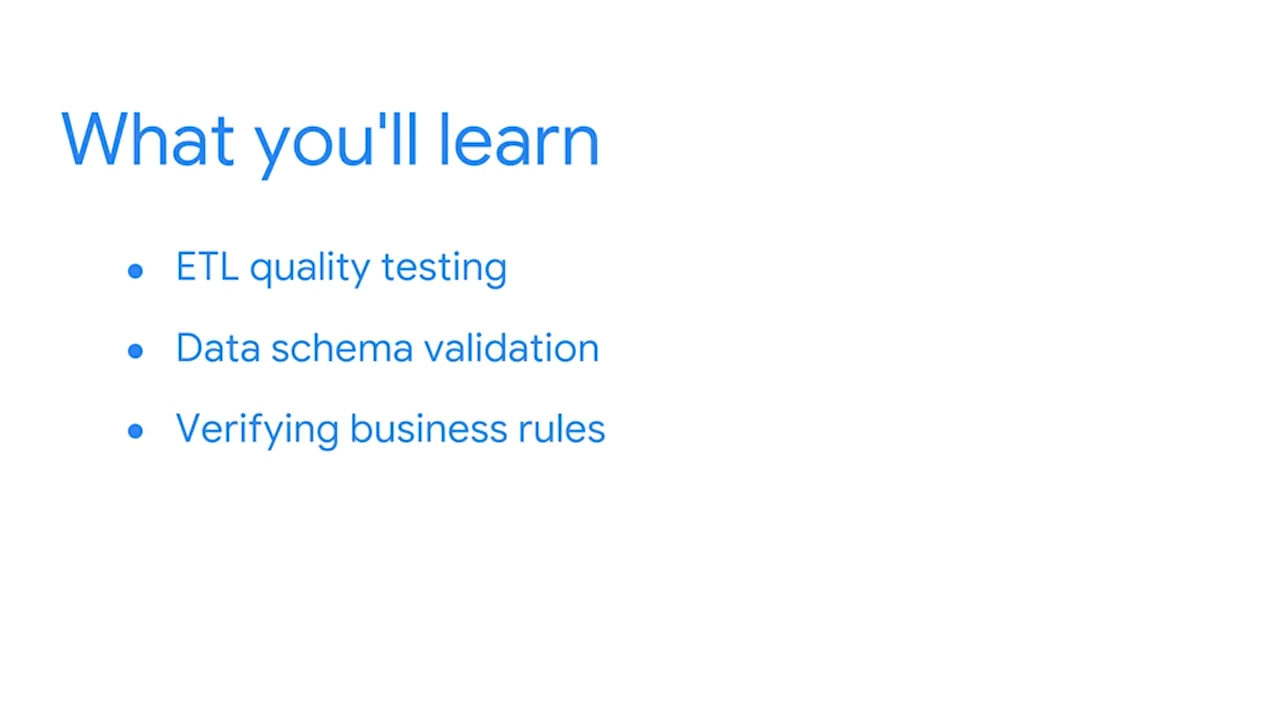 What you'll learn
• ETL quality testing
• Data schema validation
• Verifying business rules